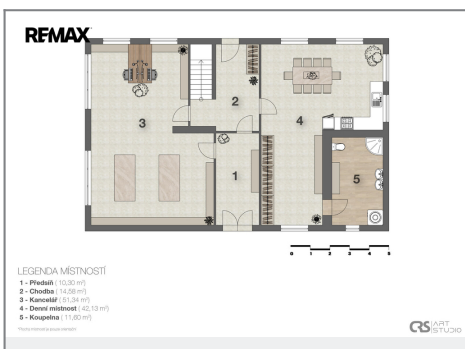 RE/MAX
3
2
4
1
5
0 1 2 3 4 5
LEGENDA MÍSTNOSTÍ
1 - Předsíň ( 10,30 m²)
2 - Chodba ( 14,58 m²)
3 - Kancelář ( 51,34 m²)
4 - Denní místnost ( 42,13 m²)
5 - Koupelna ( 11,60 m²)
CRS ART
STUDIO